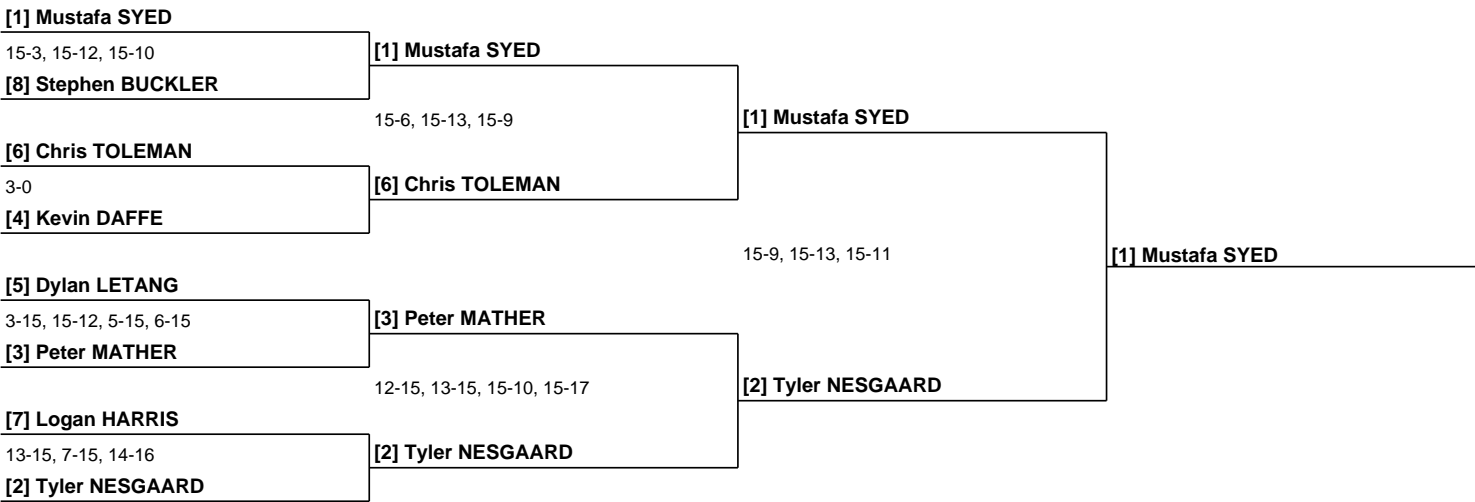 [1] Mustafa SYED
15-3, 15-12, 15-10
[8] Stephen BUCKLER
[6] Chris TOLEMAN
3-0
[4] Kevin DAFFE
[5] Dylan LETANG
3-15, 15-12, 5-15, 6-15
[3] Peter MATHER
[7] Logan HARRIS
13-15, 7-15, 14-16
[2] Tyler NESGAARD
[1] Mustafa SYED
15-6, 15-13, 15-9
[6] Chris TOLEMAN
[3] Peter MATHER
12-15, 13-15, 15-10, 15-17
[2] Tyler NESGAARD
[1] Mustafa SYED
15-9, 15-13, 15-11
[2] Tyler NESGAARD
[1] Mustafa SYED